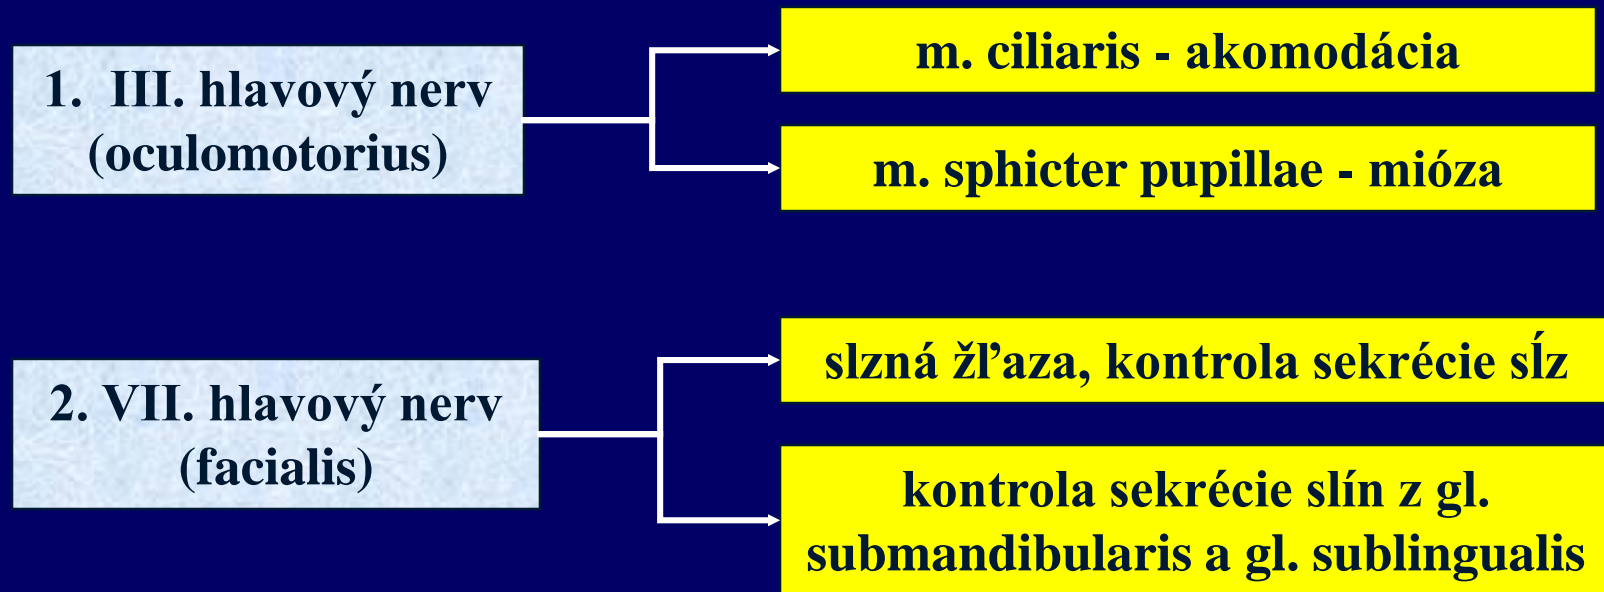 1. III. hlavový nerv
(oculomotorius)
m. ciliaris - akomodácia
m. sphicter pupillae - mióza
2. VII. hlavový nerv
(facialis)
slzná žľaza, kontrola sekrécie sĺz
kontrola sekrécie slín z gl.
submandibularis a gl. sublingualis